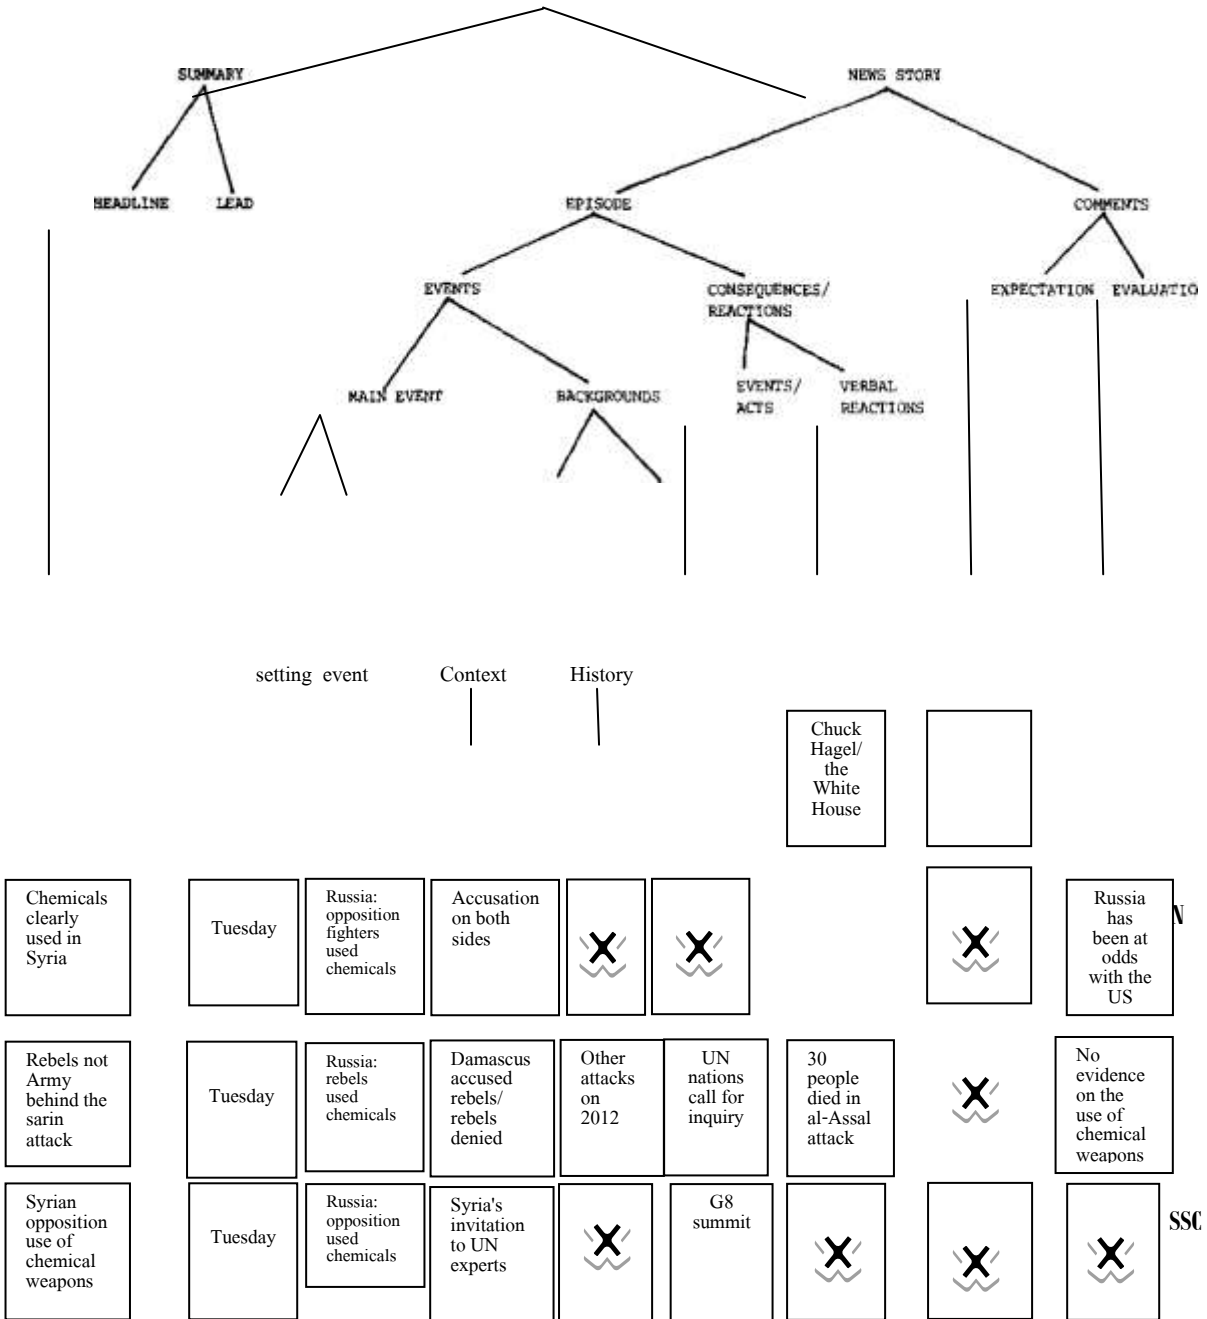 SUMMARY
NEWS STORY
HEADLINE LEAD
EPISODE
COMMENTS
EVENTS
CONSEQUENCES/
REACTIONS
EXPECTATION EVALUATIO
MAIN EVENT
BACKGROUNDS
EVENTS/
ACTS
VERBAL
REACTIONS
setting event
Context
History
Chuck
Hagel/
the
White
House
Chemicals
clearly
used in
Syria
Tuesday
Russia:
opposition
fighters
used
chemicals
Accusation
on both
sides
Russia
has
been at
odds
with the
US
N
Rebels not
Army
behind the
sarin
attack
Tuesday
Russia:
rebels
used
chemicals
Damascus
accused
rebels/
rebels
denied
Other
attacks
on
2012
UN
nations
call for
inquiry
30
people
died in
al-Assal
attack
No
evidence
on the
use of
chemical
weapons
Syrian
opposition
use of
chemical
weapons
Tuesday
Russia:
opposition
used
chemicals
Syria's
invitation
to UN
experts
G8
summit